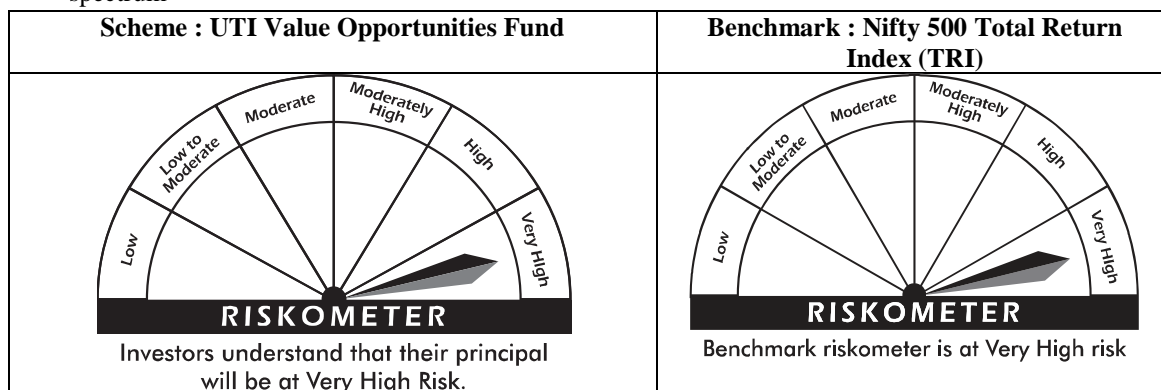 spectrum
Scheme : UTI Value Opportunities Fund
Benchmark : Nifty 500 Total Return
Index (TRI)
Low
Low to
Moderate
Moderate
Moderately
High
High
Very High
RISKOMETER
Investors understand that their principal
will be at Very High Risk.
Low
Low to
Moderate
Moderate
Moderately
High
High
Very High
RISKOMETER
Benchmark riskometer is at Very High risk